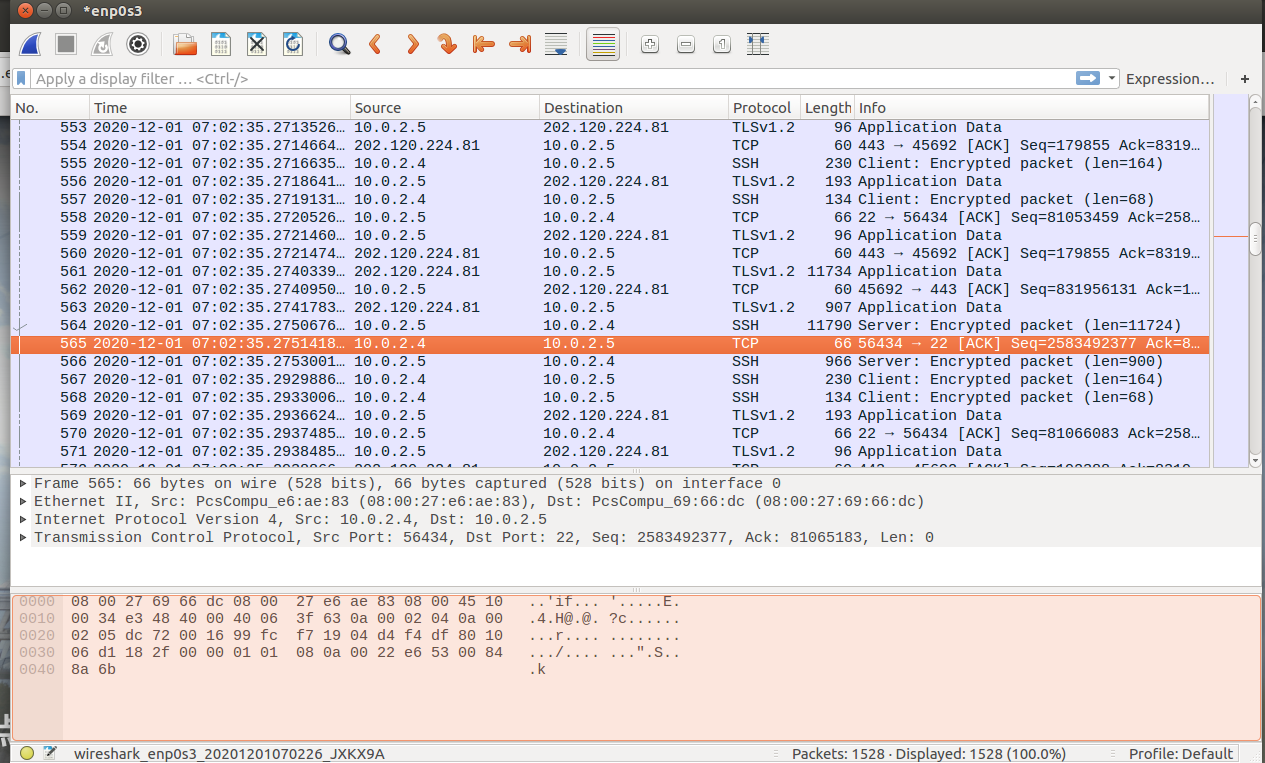 *enp0s3
Apply a display filter … <Ctrl-/>
Expression…
+
No. Time Source Destination Protocol Length Info
553 2020-12-01 07:02:35.2713526… 10.0.2.5 202.120.224.81 TLSv1.2 96 Application Data
554 2020-12-01 07:02:35.2714664… 202.120.224.81 10.0.2.5 TCP 60 443 → 45692 [ACK] Seq=179855 Ack=8319…
555 2020-12-01 07:02:35.2716635… 10.0.2.4 10.0.2.5 SSH 230 Client: Encrypted packet (len=164)
556 2020-12-01 07:02:35.2718641… 10.0.2.5 202.120.224.81 TLSv1.2 193 Application Data
557 2020-12-01 07:02:35.2719131… 10.0.2.4 10.0.2.5 SSH 134 Client: Encrypted packet (len=68)
558 2020-12-01 07:02:35.2720526… 10.0.2.5 10.0.2.4 TCP 66 22 → 56434 [ACK] Seq=81053459 Ack=258…
559 2020-12-01 07:02:35.2721460… 10.0.2.5 202.120.224.81 TLSv1.2 96 Application Data
560 2020-12-01 07:02:35.2721474… 202.120.224.81 10.0.2.5 TCP 60 443 → 45692 [ACK] Seq=179855 Ack=8319…
561 2020-12-01 07:02:35.2740339… 202.120.224.81 10.0.2.5 TLSv1.2 11734 Application Data
562 2020-12-01 07:02:35.2740950… 10.0.2.5 202.120.224.81 TCP 60 45692 → 443 [ACK] Seq=831956131 Ack=1…
563 2020-12-01 07:02:35.2741783… 202.120.224.81 10.0.2.5 TLSv1.2 907 Application Data
564 2020-12-01 07:02:35.2750676… 10.0.2.5 10.0.2.4 SSH 11790 Server: Encrypted packet (len=11724)
565 2020-12-01 07:02:35.2751418… 10.0.2.4 10.0.2.5 TCP 66 56434 → 22 [ACK] Seq=2583492377 Ack=8…
566 2020-12-01 07:02:35.2753001… 10.0.2.5 10.0.2.4 SSH 966 Server: Encrypted packet (len=900)
567 2020-12-01 07:02:35.2929886… 10.0.2.4 10.0.2.5 SSH 230 Client: Encrypted packet (len=164)
568 2020-12-01 07:02:35.2933006… 10.0.2.4 10.0.2.5 SSH 134 Client: Encrypted packet (len=68)
569 2020-12-01 07:02:35.2936624… 10.0.2.5 202.120.224.81 TLSv1.2 193 Application Data
570 2020-12-01 07:02:35.2937485… 10.0.2.5 10.0.2.4 TCP 66 22 → 56434 [ACK] Seq=81066083 Ack=258…
571 2020-12-01 07:02:35.2938485… 10.0.2.5 202.120.224.81 TLSv1.2 96 Application Data
Frame 565: 66 bytes on wire (528 bits), 66 bytes captured (528 bits) on interface 0
Ethernet II, Src: PcsCompu_e6:ae:83 (08:00:27:e6:ae:83), Dst: PcsCompu_69:66:dc (08:00:27:69:66:dc)
Internet Protocol Version 4, Src: 10.0.2.4, Dst: 10.0.2.5
Transmission Control Protocol, Src Port: 56434, Dst Port: 22, Seq: 2583492377, Ack: 81065183, Len: 0
0000 08 00 27 69 66 dc 08 00 27 e6 ae 83 08 00 45 10 ..'if... '.....E.
0010 00 34 e3 48 40 00 40 06 3f 63 0a 00 02 04 0a 00 .4.H@.@. ?c......
0020 02 05 dc 72 00 16 99 fc f7 19 04 d4 f4 df 80 10 ...r.... ........
0030 06 d1 18 2f 00 00 01 01 08 0a 00 22 e6 53 00 84 .../.... ...".S..
0040 8a 6b .k
wireshark_enp0s3_20201201070226_JXKX9A
Packets: 1528 · Displayed: 1528 (100.0%)
Profile: Default